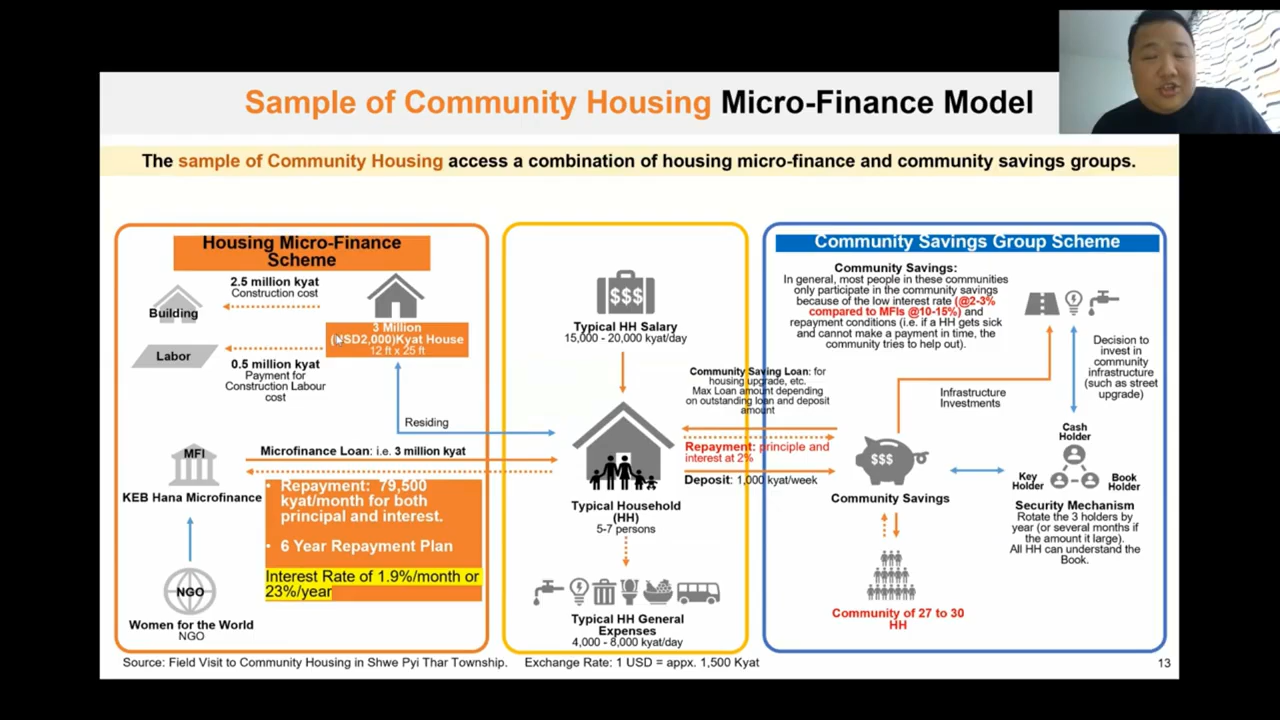 Sample of Community Housing Micro-Finance Model
The sample of Community Housing access a combination of housing micro-finance and community savings groups.
Housing Micro-Finance
Scheme
2.5 million kyat
Construction cost
Building
3 Million
(USD2,000)Kyat House
12 ft x 25 ft
Labor
0.5 million kyat
Payment for
Construction Labour
cost
Residing
MFI
Microfinance Loan: i.e. 3 million kyat
KEB Hana Microfinance
• Repayment: 79,500
kyat/month for both
principal and interest.
• 6 Year Repayment Plan
Interest Rate of 1.9%/month or
23%/year
NGO
Women for the World
NGO
$$$
Typical HH Salary
15,000 - 20,000 kyat/day
Community Saving Loan: for
housing upgrade, etc.
Max Loan amount depending
on outstanding loan and deposit
amount
Repayment: principle and
interest at 2%
Deposit: 1,000 kyat/week
Typical Household
(HH)
5-7 persons
Typical HH General
Expenses
4,000 - 8,000 kyat/day
Community Savings Group Scheme
Community Savings:
In general, most people in these communities
only participate in the community savings
because of the low interest rate (@2-3%
compared to MFIs @10-15%) and
repayment conditions (i.e. if a HH gets sick
and cannot make a payment in time, the
community tries to help out).
Decision to
invest in
community
infrastructure
(such as street
upgrade)
Infrastructure
Investments
$$$
Community Savings
Cash
Holder
Key
Holder
Book
Holder
Security Mechanism
Rotate the 3 holders by
year (or several months if
the amount it large).
All HH can understand the
Book.
Community of 27 to 30
HH
Source: Field Visit to Community Housing in Shwe Pyi Thar Township. Exchange Rate: 1 USD = appx. 1,500 Kyat
13